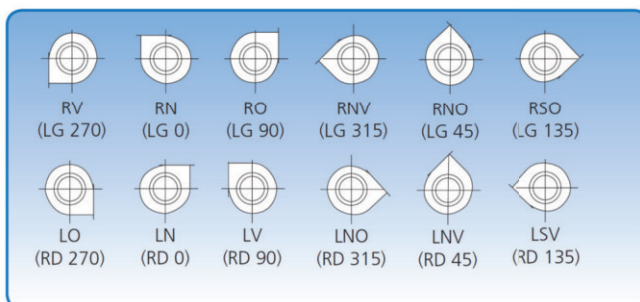 RV RN RO RNV RNO RSO
(LG 270) (LG 0) (LG 90) (LG 315) (LG 45) (LG 135)
LO LN LV LNO LNV LSV
(RD 270) (RD 0) (RD 90) (RD 315) (RD 45) (RD 135)